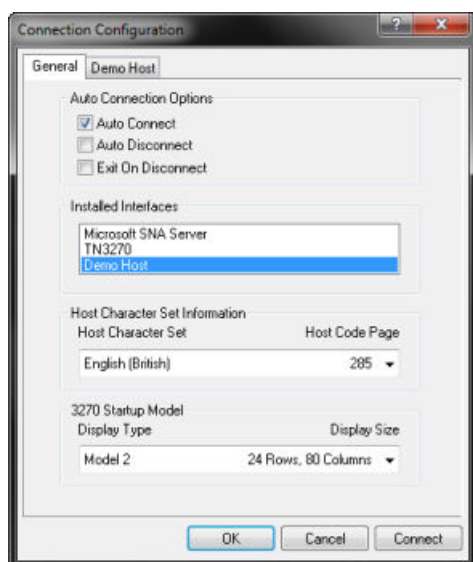 Connection Configuration
?
X
General Demo Host
Auto Connection Options
Auto Connect
Auto Disconnect
Exit On Disconnect
Installed Interfaces
Microsoft SNA Server
TN3270
Demo Host
Host Character Set Information
Host Character Set Host Code Page
English (British) 285
3270 Startup Model
Display Type Display Size
Model 2 24 Rows, 80 Columns
OK Cancel Connect